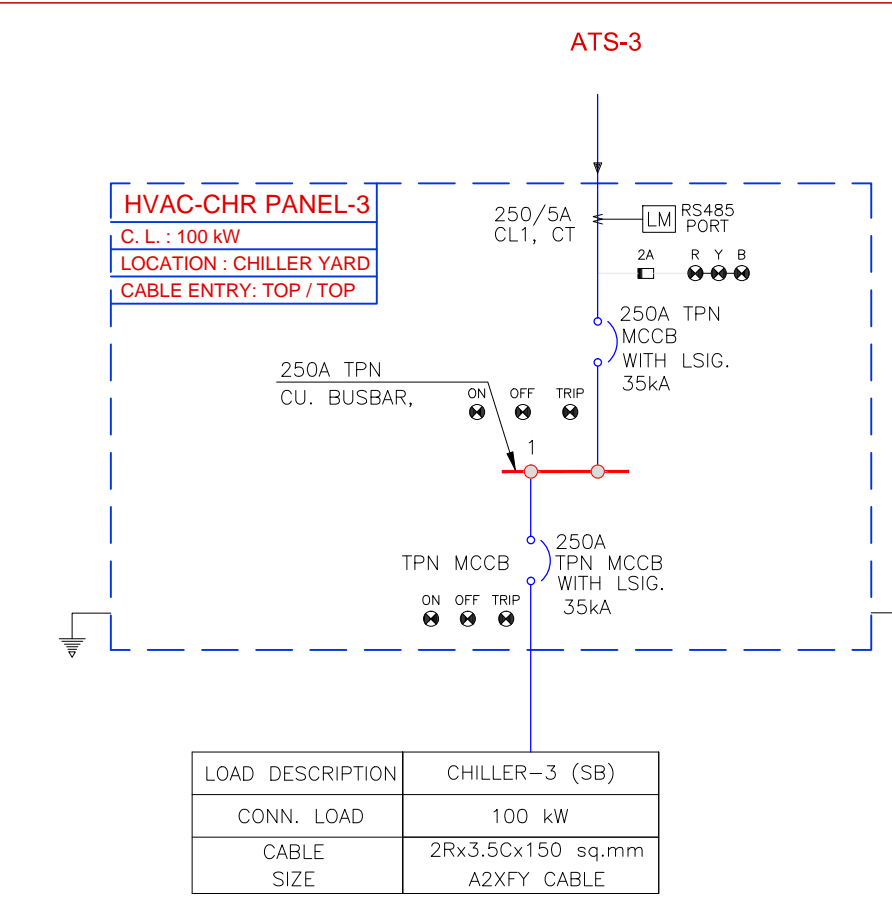 ATS-3
HVAC-CHR PANEL-3
C. L. : 100 kW
LOCATION : CHILLER YARD
CABLE ENTRY: TOP / TOP
250/5A
CL1, CT
LM
RS485
PORT
2A
R Y B
250A TPN
MCCB
WITH LSIG.
35kA
250A TPN
CU. BUSBAR,
ON OFF TRIP
1
TPN MCCB
250A
TPN MCCB
WITH LSIG.
35kA
ON OFF TRIP
LOAD DESCRIPTION
CHILLER-3 (SB)
CONN. LOAD
100 kW
CABLE
SIZE
2Rx3.5Cx150 sq.mm
A2XFY CABLE